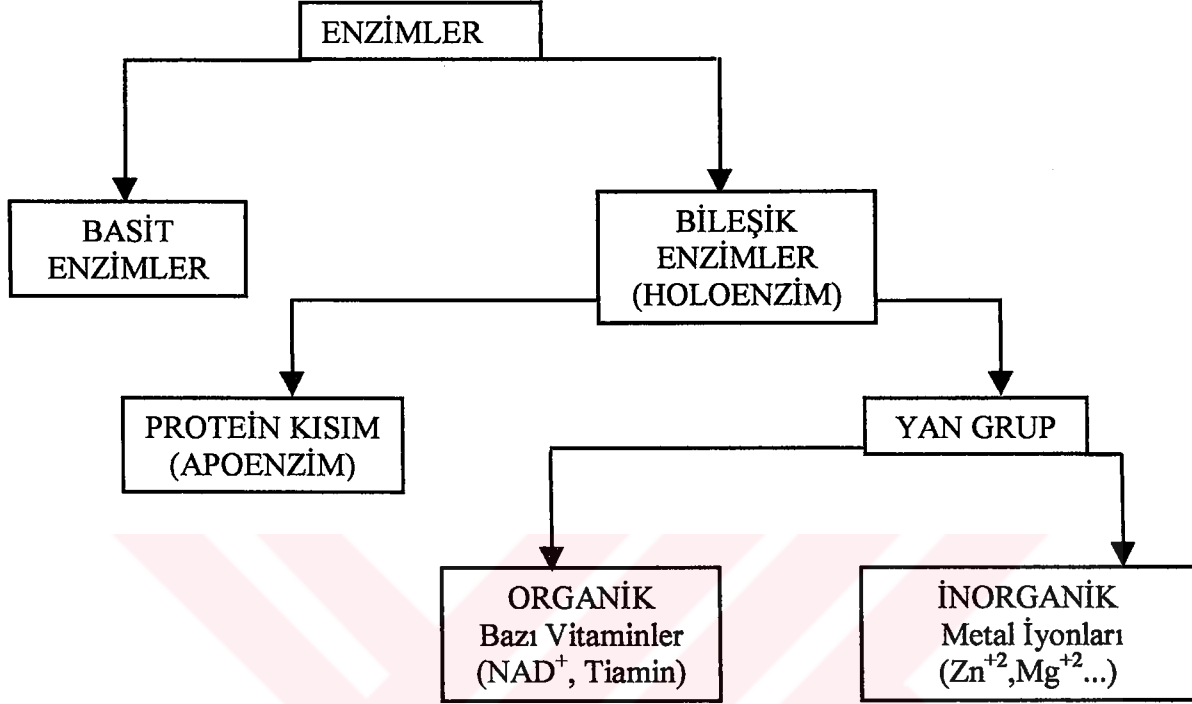 ENZİMLER
BASİT
ENZİMLER
BİLEŞİK
ENZİMLER
(HOLOENZİM)
PROTEİN KISIM
(APOENZİM)
YAN GRUP
ORGANİK
Bazı Vitaminler
(NAD⁺, Tiamin)
İNORGANİK
Metal İyonları
(Zn⁺²,Mg⁺²...)